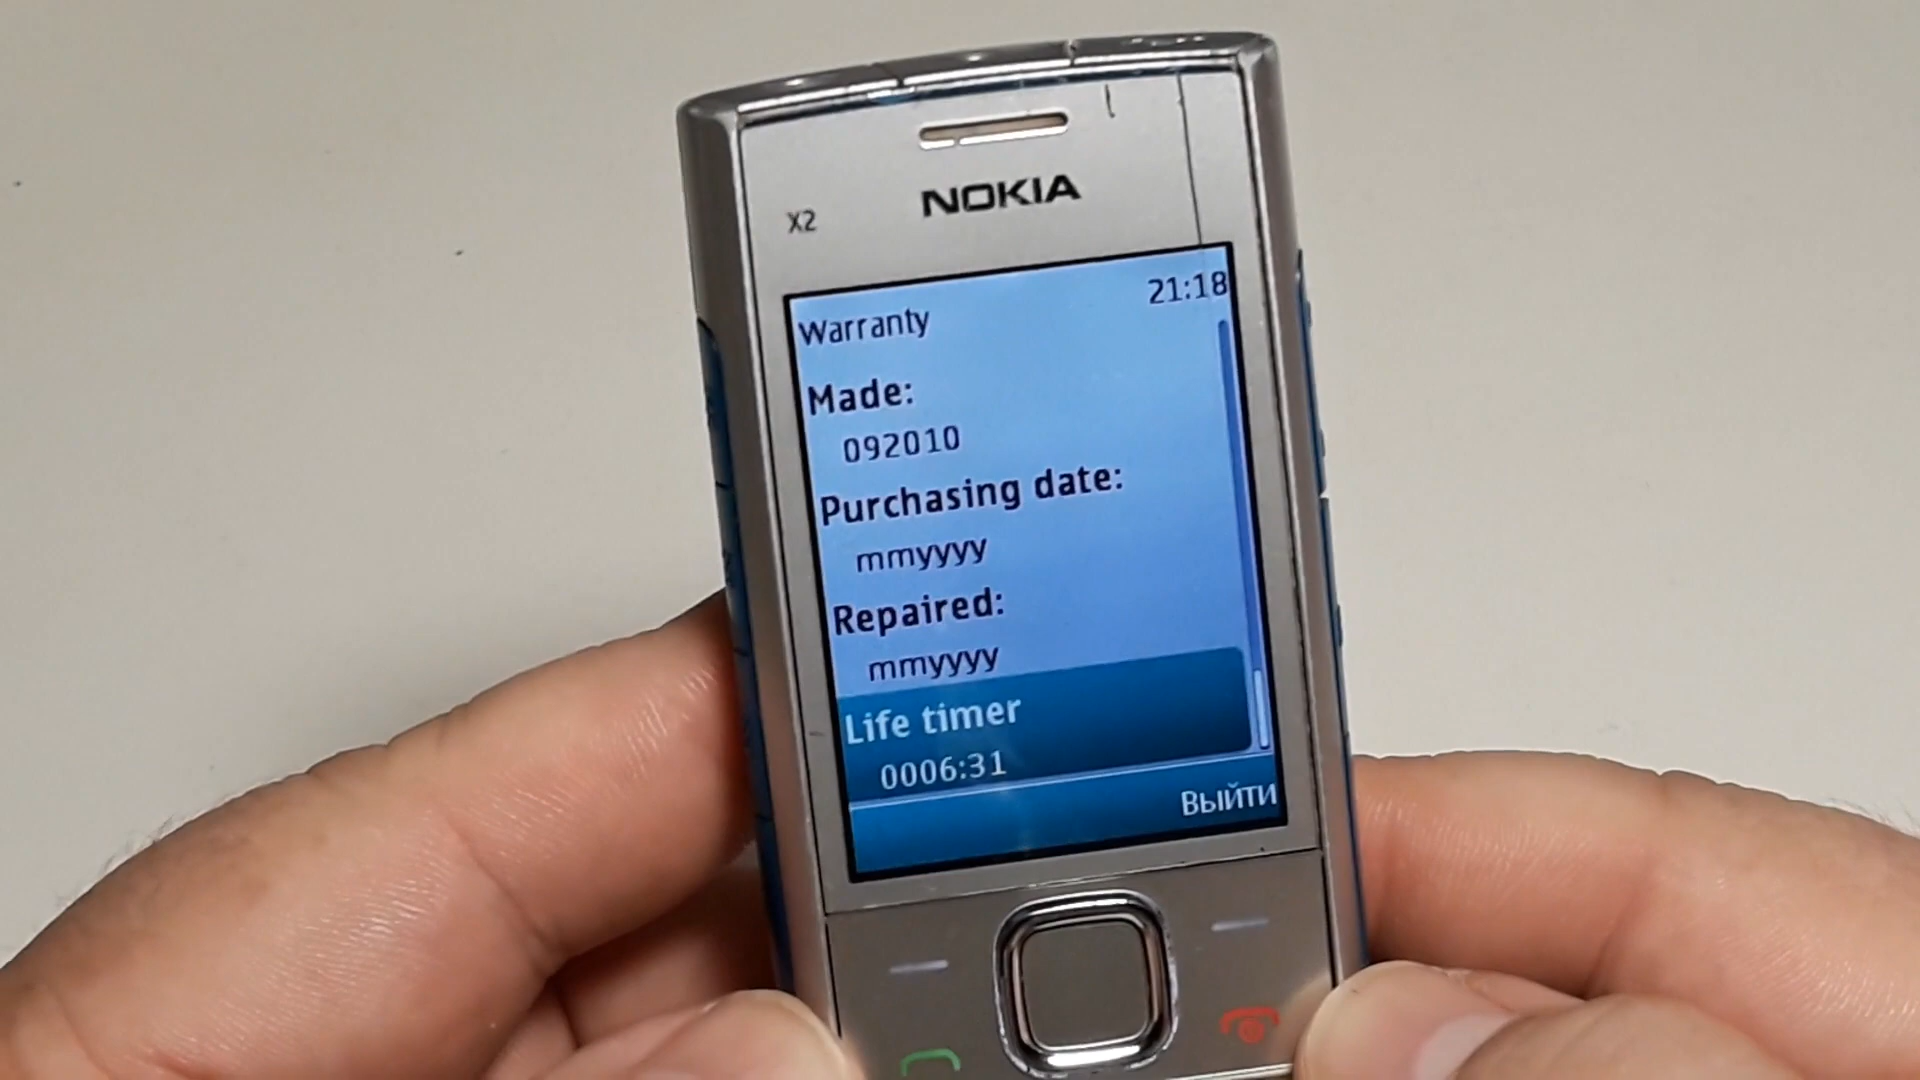 NOKIA
X2
21:18
Warranty
Made:
092010
Purchasing date:
mmyyyy
Repaired:
mmyyyy
Life timer
0006:31
Выйти